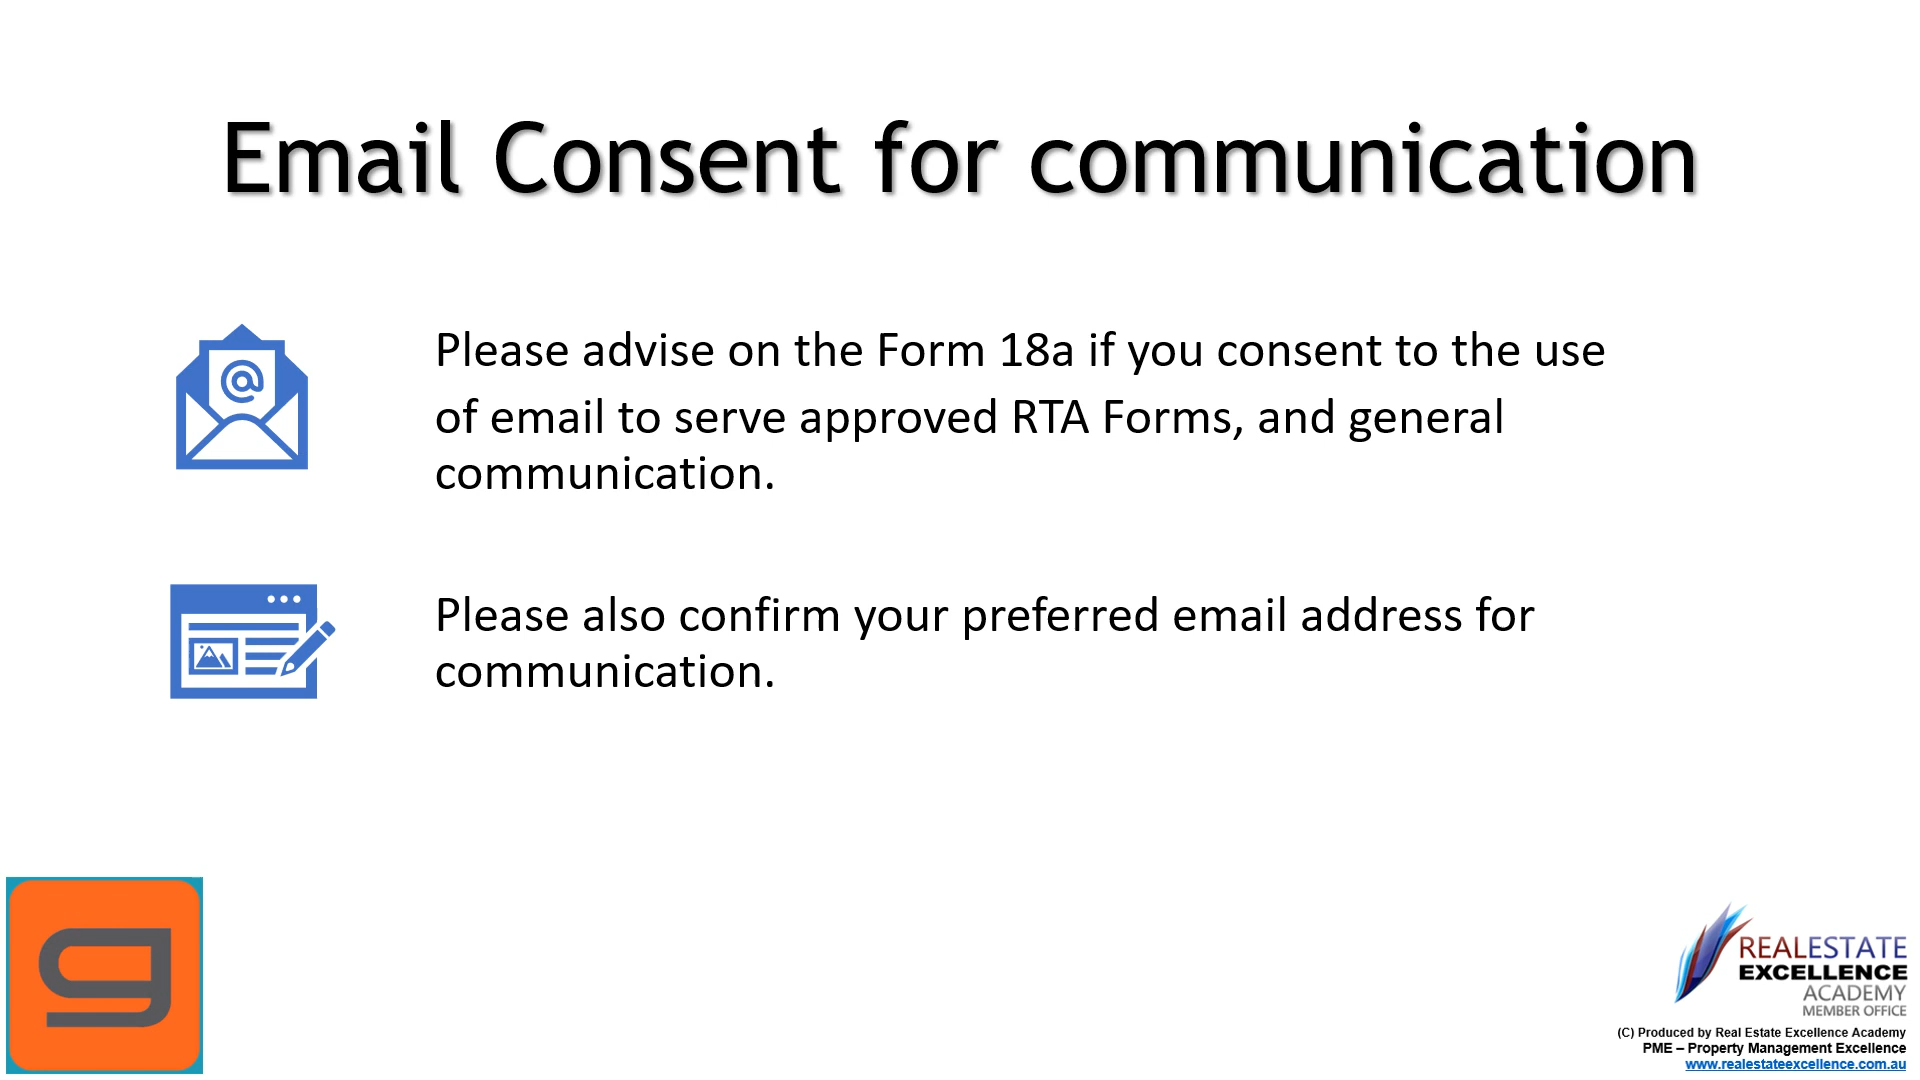 Email Consent for communication
@
Please advise on the Form 18a if you consent to the use
of email to serve approved RTA Forms, and general
communication.
Please also confirm your preferred email address for
communication.
g
REALESTATE
EXCELLENCE
ACADEMY
MEMBER OFFICE
(C) Produced by Real Estate Excellence Academy
PME – Property Management Excellence
www.realestateexcellence.com.au